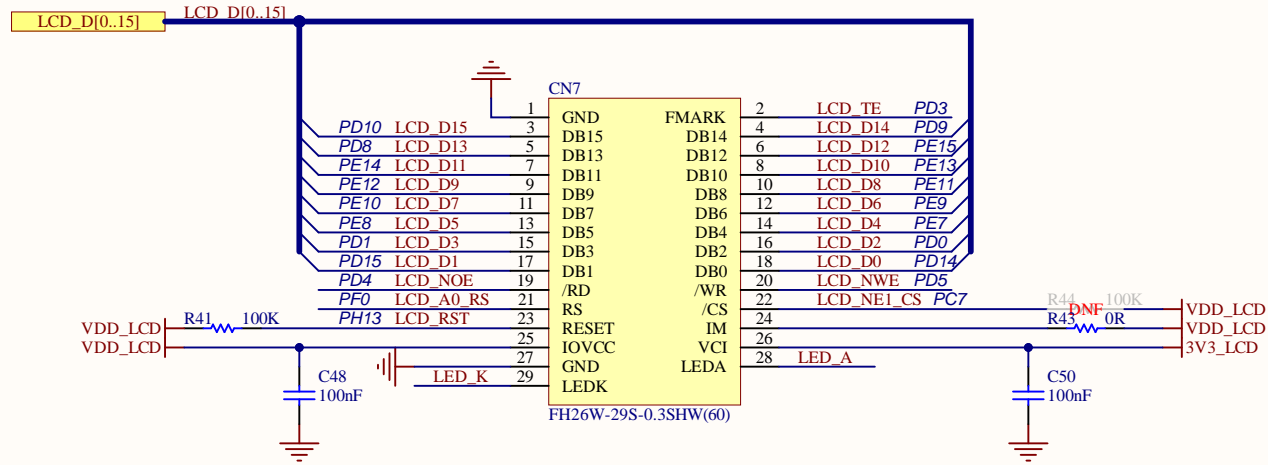 LCD_D[0..15] LCD_D[0..15]
CN7
1 GND FMARK 2 LCD_TE PD3
PD10 LCD_D15 3 DB15 DB14 4 LCD_D14 PD9
PD8 LCD_D13 5 DB13 DB12 6 LCD_D12 PE15
PE14 LCD_D11 7 DB11 DB10 8 LCD_D10 PE13
PE12 LCD_D9 9 DB9 DB8 10 LCD_D8 PE11
PE10 LCD_D7 11 DB7 DB6 12 LCD_D6 PE9
PE8 LCD_D5 13 DB5 DB4 14 LCD_D4 PE7
PD1 LCD_D3 15 DB3 DB2 16 LCD_D2 PD0
PD15 LCD_D1 17 DB1 DB0 18 LCD_D0 PD14
PD4 LCD_NOE 19 /RD /WR 20 LCD_NWE PD5
PF0 LCD_A0_RS 21 RS /CS 22 LCD_NE1_CS PC7 R44 DNF 100K VDD_LCD
VDD_LCD R41 100K PH13 LCD_RST 23 RESET IM 24 R43 0R VDD_LCD
VDD_LCD 25 IOVCC VCI 26 3V3_LCD
27 GND LEDA 28 LED_A
LED_K 29 LEDK
C48
100nF
C50
100nF
FH26W-29S-0.3SHW(60)